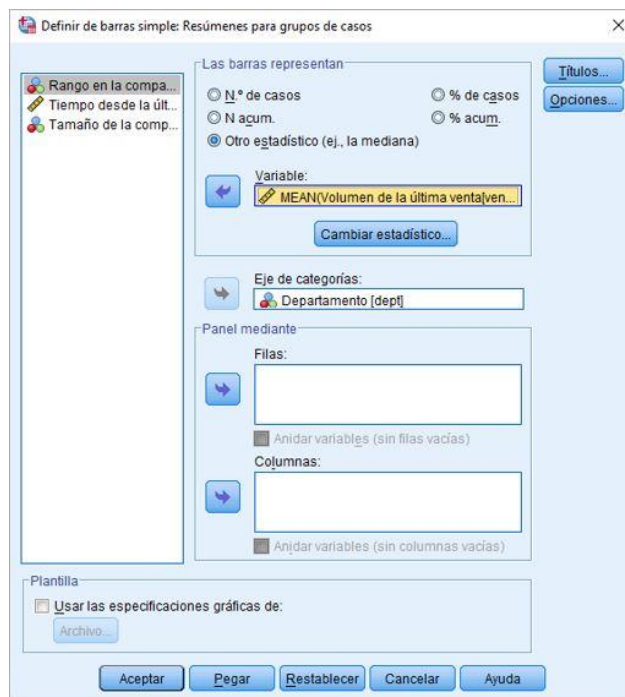 Definir de barras simple: Resúmenes para grupos de casos
Rango en la compa...
Tiempo desde la últ...
Tamaño de la comp...
Las barras representan
N.º de casos
% de casos
N acum.
% acum.
Otro estadístico (ej., la mediana)
Variable:
MEAN(Volumen de la última venta[ven...
Cambiar estadístico...
Eje de categorías:
Departamento [dept]
Panel mediante
Filas:
Anidar variables (sin filas vacías)
Columnas:
Anidar variables (sin columnas vacías)
Títulos...
Opciones...
Plantilla
Usar las especificaciones gráficas de:
Archivo...
Aceptar
Pegar
Restablecer
Cancelar
Ayuda